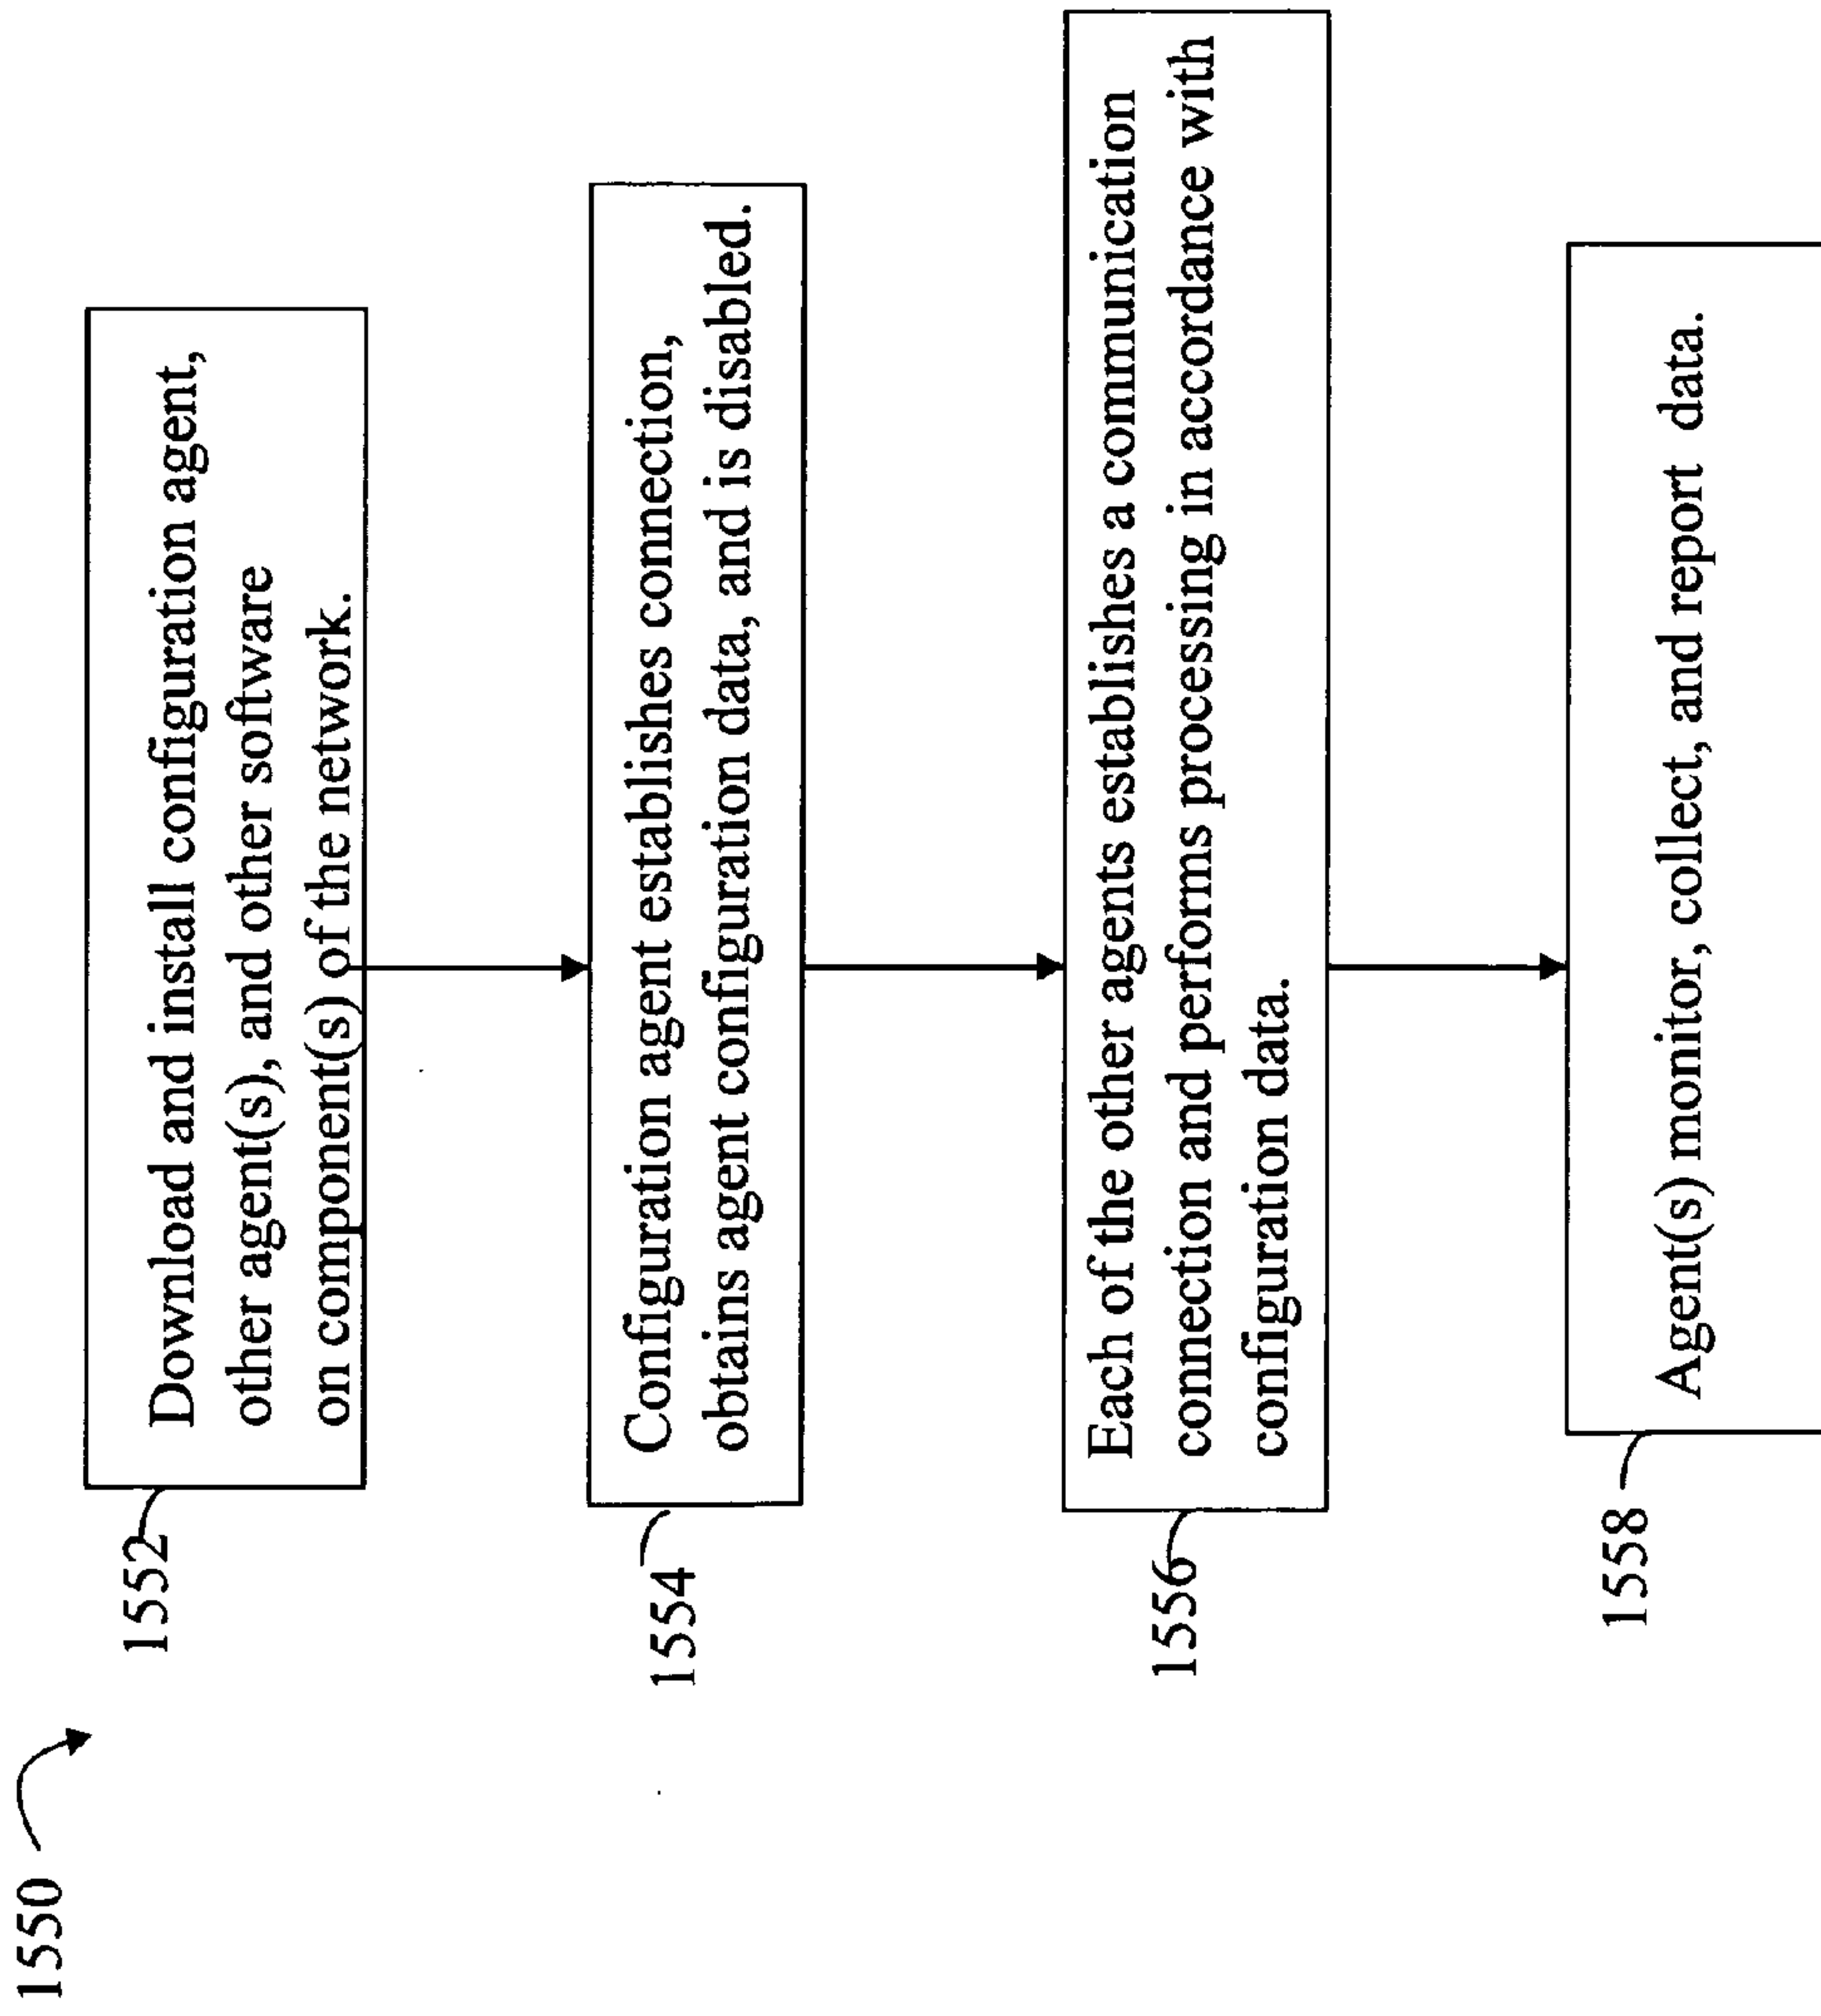 1550
1552
Download and install configuration agent,
other agent(s), and other software
on component(s) of the network.
1554
Configuration agent establishes connection,
obtains agent configuration data, and is disabled.
1556
Each of the other agents establishes a communication
connection and performs processing in accordance with
configuration data.
1558
Agent(s) monitor, collect, and report data.